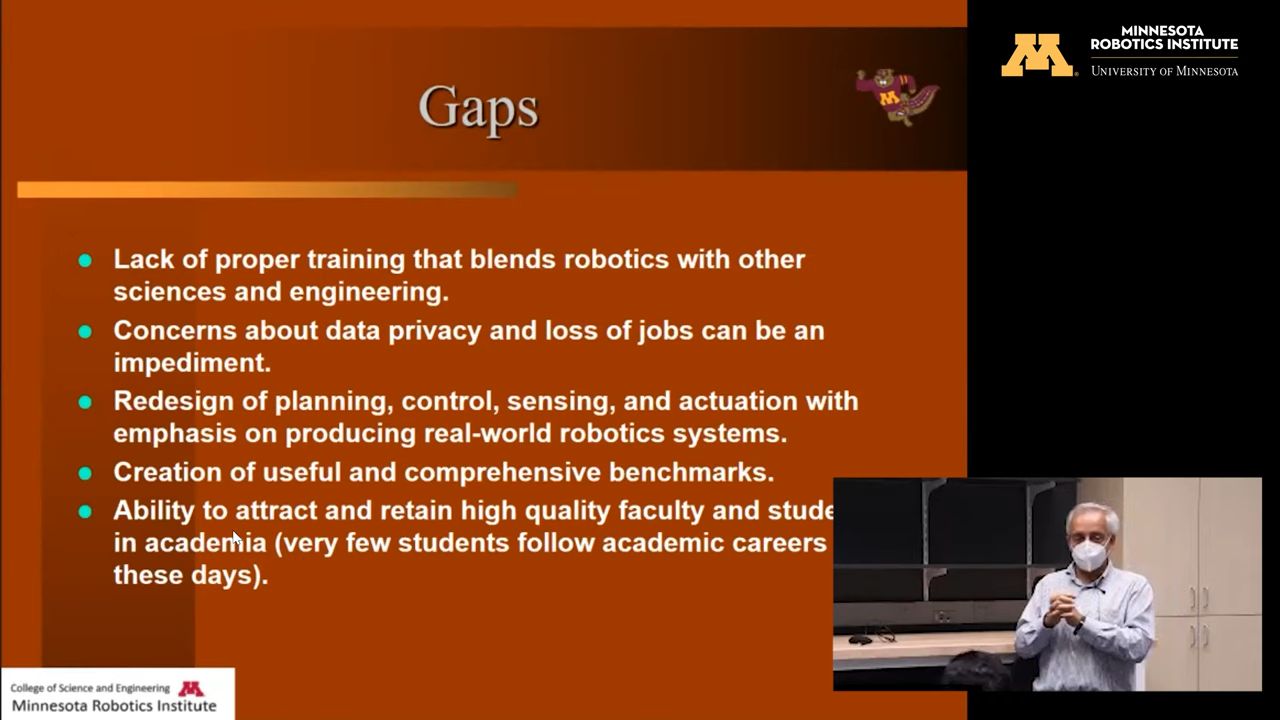 Gaps
M
MINNESOTA
ROBOTICS INSTITUTE
UNIVERSITY OF MINNESOTA
Lack of proper training that blends robotics with other
sciences and engineering.
Concerns about data privacy and loss of jobs can be an
impediment.
Redesign of planning, control, sensing, and actuation with
emphasis on producing real-world robotics systems.
Creation of useful and comprehensive benchmarks.
Ability to attract and retain high quality faculty and stude
in academia (very few students follow academic careers
these days).
College of Science and Engineering M
Minnesota Robotics Institute